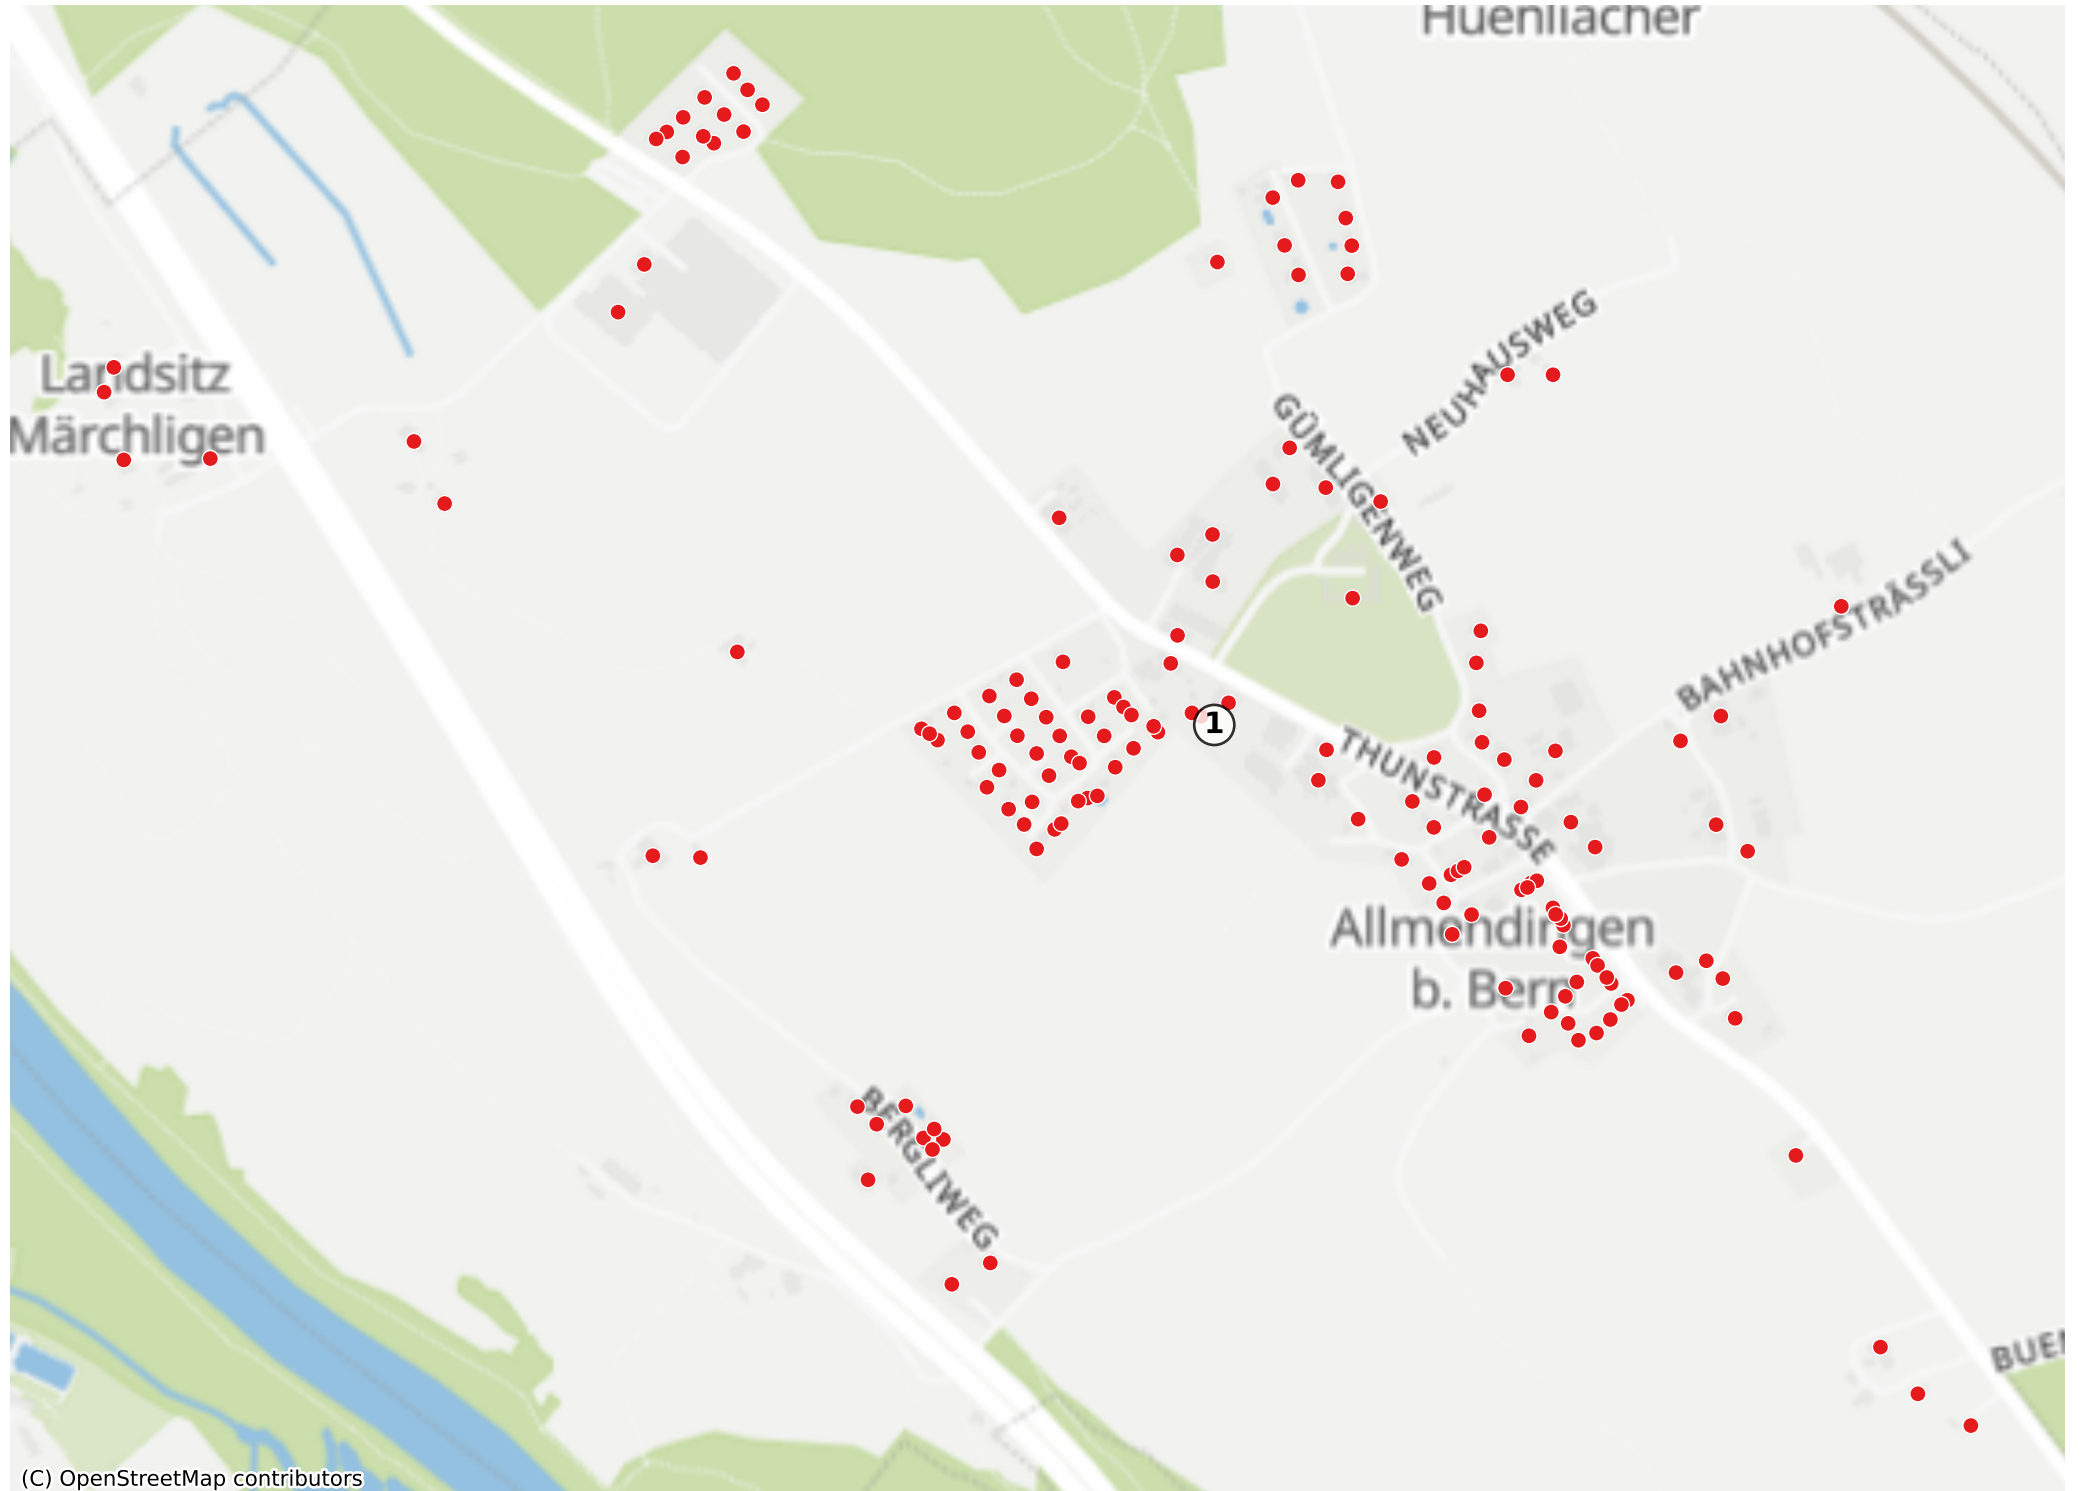 Huenliacher
Landsitz
Märchligen
NEUHAUSWEG
GÜMLIGENWEG
BAHNHOFSTRÄSSLI
1
THUNSTRASSE
Allmendingen
b. Bern
BERGLIWEG
(C) OpenStreetMap contributors